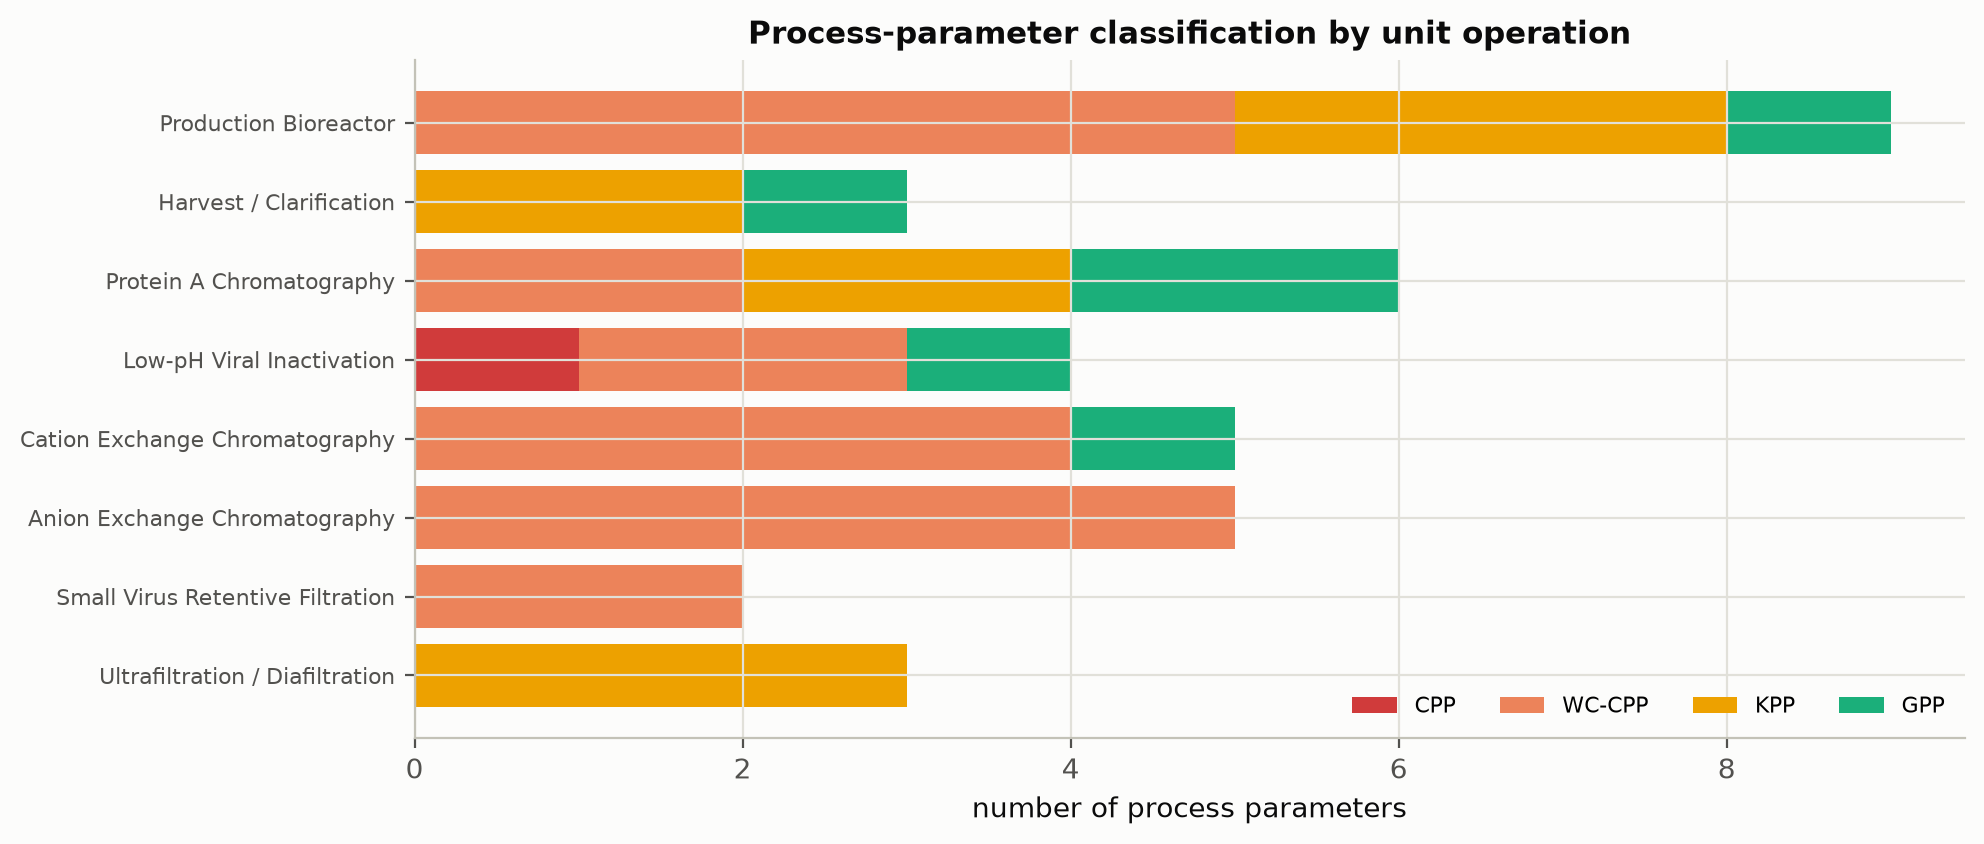 Process-parameter classification by unit operation
Production Bioreactor
Harvest / Clarification
Protein A Chromatography
Low-pH Viral Inactivation
Cation Exchange Chromatography
Anion Exchange Chromatography
Small Virus Retentive Filtration
Ultrafiltration / Diafiltration
CPP WC-CPP KPP GPP
0 2 4 6 8
number of process parameters